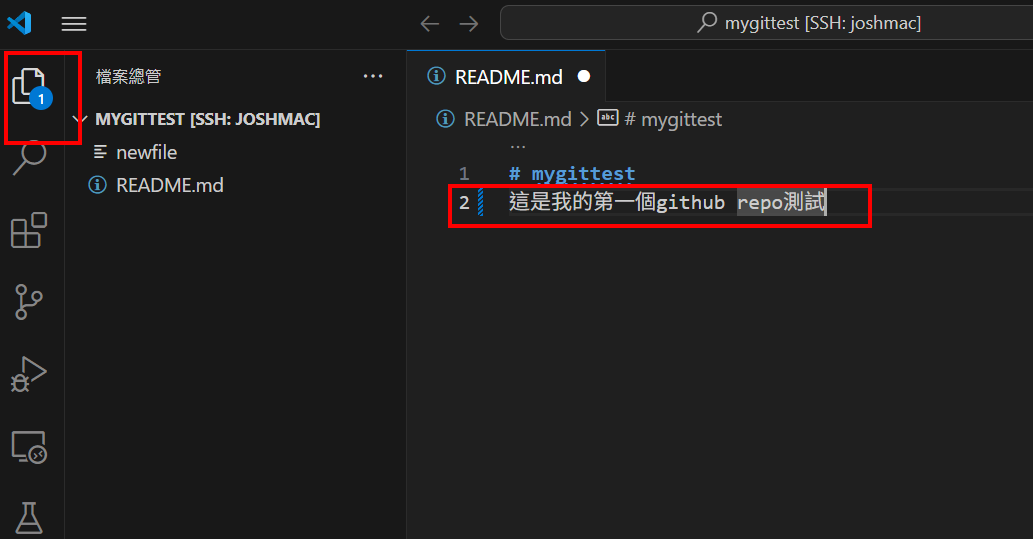 mygittest [SSH: joshmac]
檔案總管
README.md
1
MYGITTEST [SSH: JOSHMAC]
README.md > abc # mygittest
newfile
...
1 # mygittest
README.md
2 這是我的第一個github repo測試